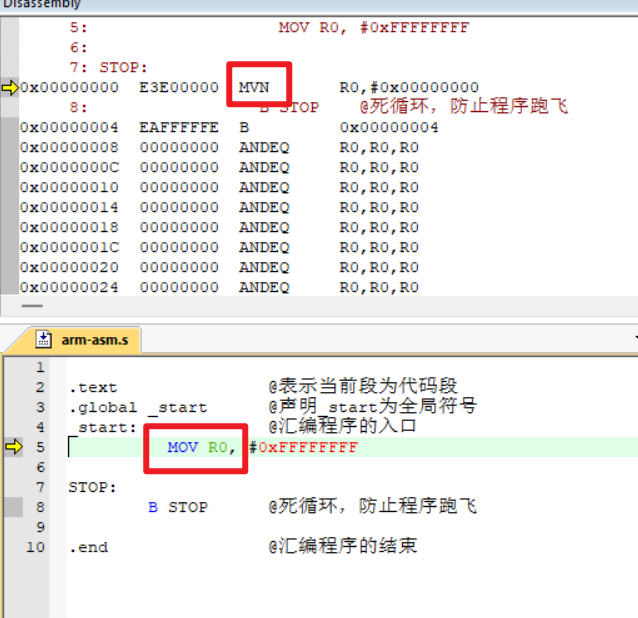 Disassembly
5: MOV R0, #0xFFFFFFFF
6:
7: STOP:
0x00000000 E3E00000 MVN R0,#0x00000000
8: B STOP @死循环，防止程序跑飞
0x00000004 EAFFFFFE B 0x00000004
0x00000008 00000000 ANDEQ R0,R0,R0
0x0000000C 00000000 ANDEQ R0,R0,R0
0x00000010 00000000 ANDEQ R0,R0,R0
0x00000014 00000000 ANDEQ R0,R0,R0
0x00000018 00000000 ANDEQ R0,R0,R0
0x0000001C 00000000 ANDEQ R0,R0,R0
0x00000020 00000000 ANDEQ R0,R0,R0
0x00000024 00000000 ANDEQ R0,R0,R0
arm-asm.s
1
2 .text @表示当前段为代码段
3 .global _start @声明_start为全局符号
4 _start: @汇编程序的入口
5 MOV R0, #0xFFFFFFFF
6
7 STOP:
8 B STOP @死循环，防止程序跑飞
9
10 .end @汇编程序的结束